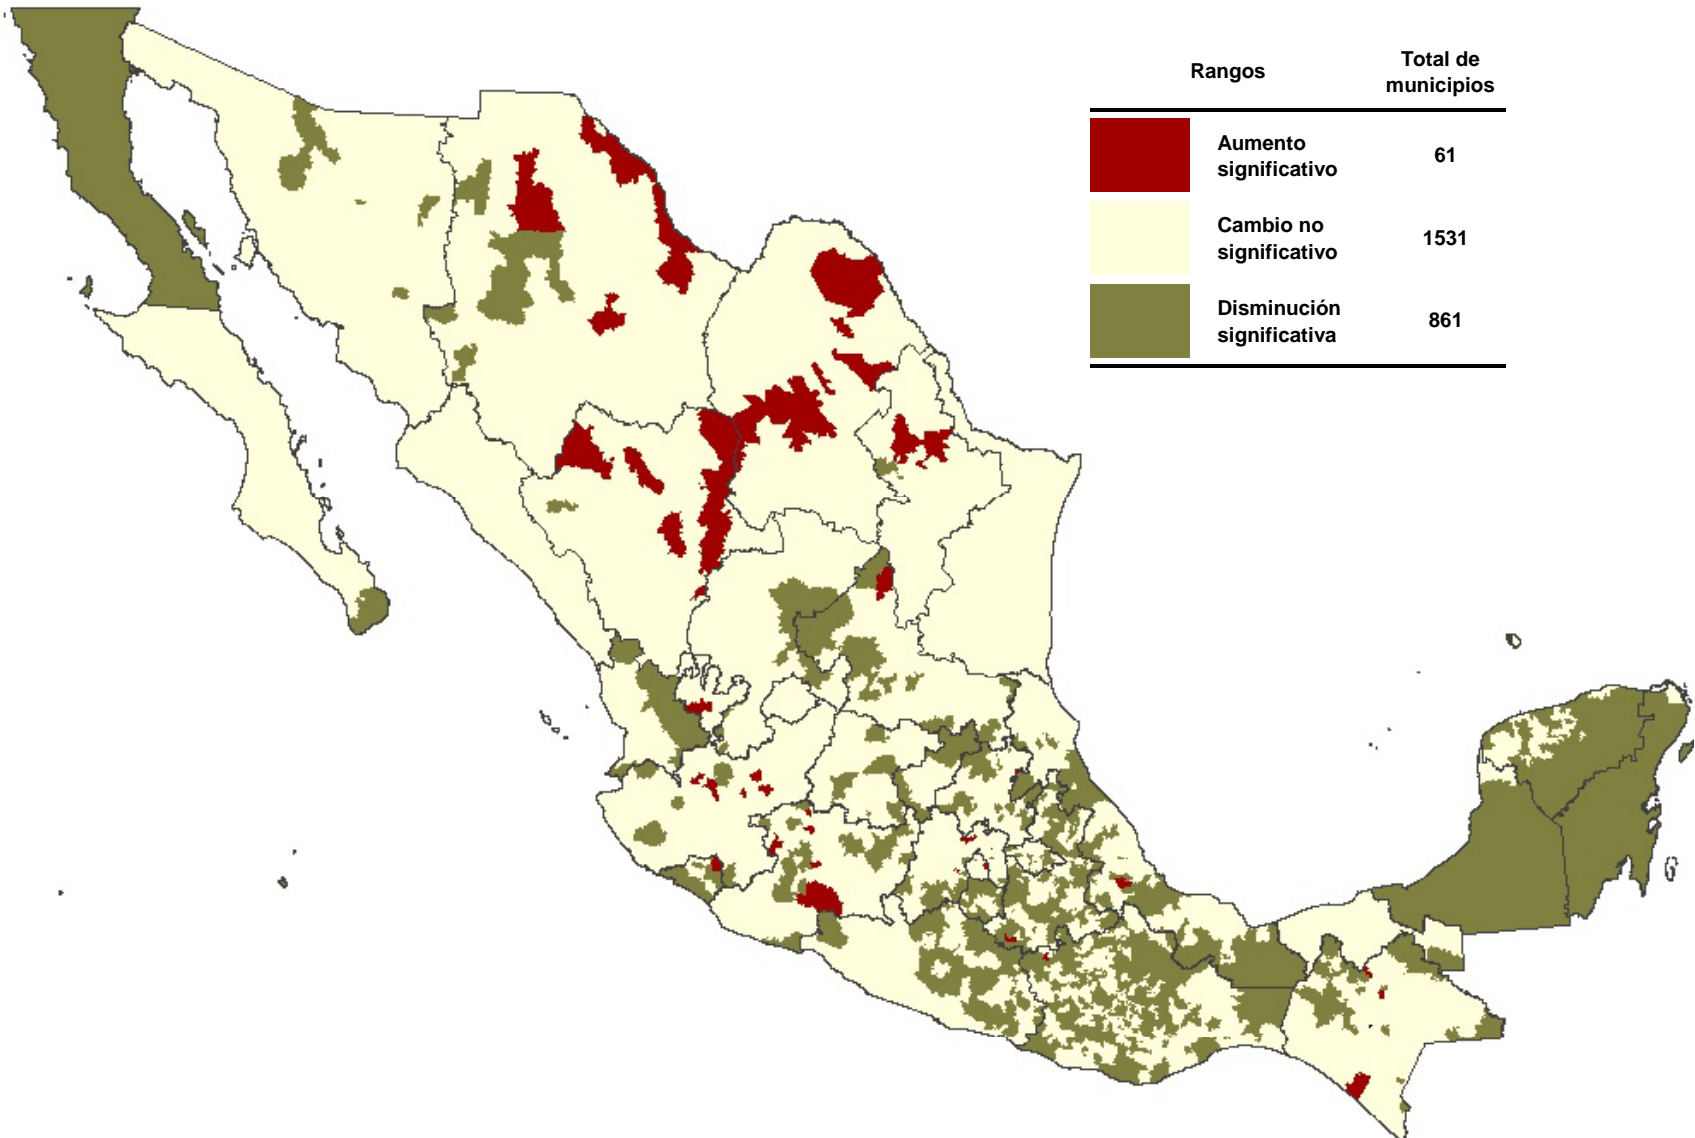 Rangos
Total de
municipios
Aumento
significativo
61
Cambio no
significativo
1531
Disminución
significativa
861